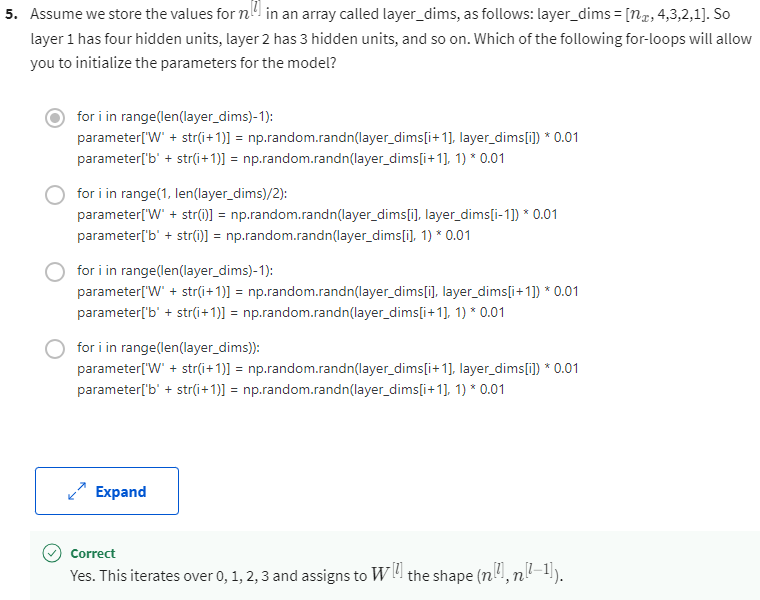 5. Assume we store the values for n^[l] in an array called layer_dims, as follows: layer_dims = [n_x, 4,3,2,1]. So
layer 1 has four hidden units, layer 2 has 3 hidden units, and so on. Which of the following for-loops will allow
you to initialize the parameters for the model?
for i in range(len(layer_dims)-1):
parameter['W' + str(i+1)] = np.random.randn(layer_dims[i+1], layer_dims[i]) * 0.01
parameter['b' + str(i+1)] = np.random.randn(layer_dims[i+1], 1) * 0.01
for i in range(1, len(layer_dims)/2):
parameter['W' + str(i)] = np.random.randn(layer_dims[i], layer_dims[i-1]) * 0.01
parameter['b' + str(i)] = np.random.randn(layer_dims[i], 1) * 0.01
for i in range(len(layer_dims)-1):
parameter['W' + str(i+1)] = np.random.randn(layer_dims[i], layer_dims[i+1]) * 0.01
parameter['b' + str(i+1)] = np.random.randn(layer_dims[i+1], 1) * 0.01
for i in range(len(layer_dims)):
parameter['W' + str(i+1)] = np.random.randn(layer_dims[i+1], layer_dims[i]) * 0.01
parameter['b' + str(i+1)] = np.random.randn(layer_dims[i+1], 1) * 0.01
Expand
Correct
Yes. This iterates over 0, 1, 2, 3 and assigns to W^[l] the shape (n^[l], n^[l−1]).